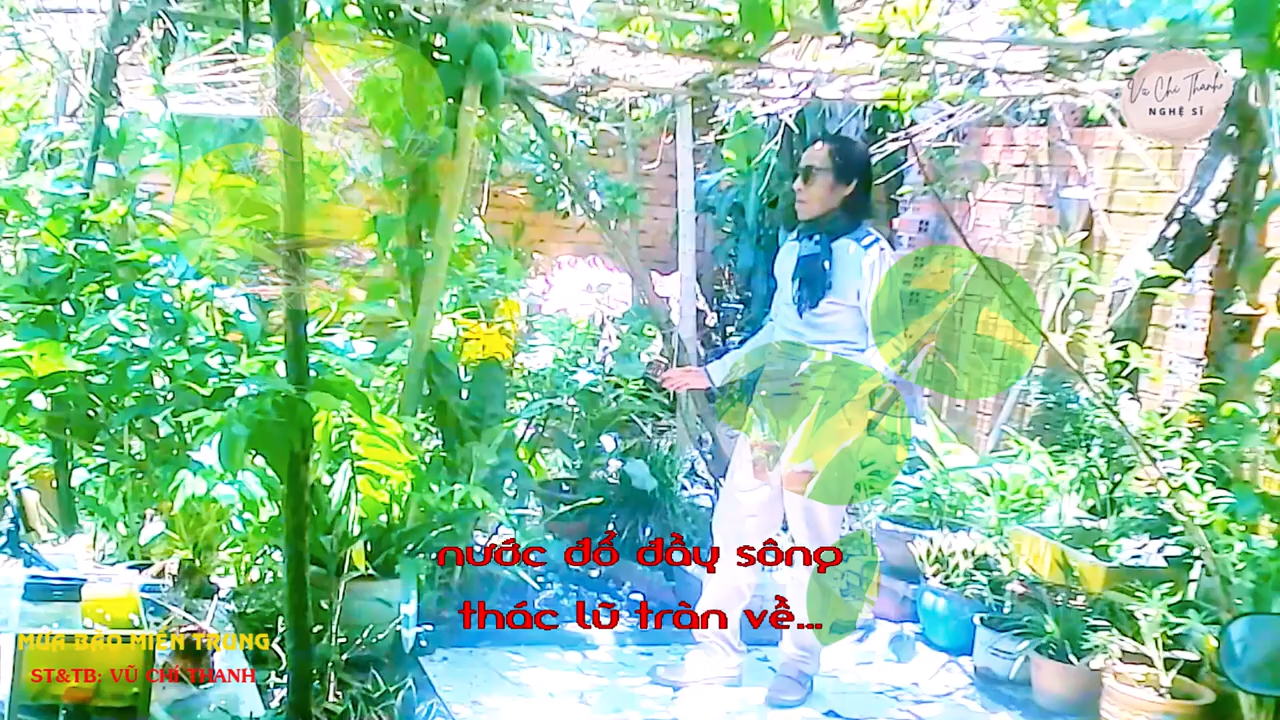 Vũ Chí Thanh
NGHỆ SĨ
nước đổ đầy sông
thác lũ tràn về...
MƯA BÃO MIỀN TRUNG
ST&TB: VŨ CHÍ THANH